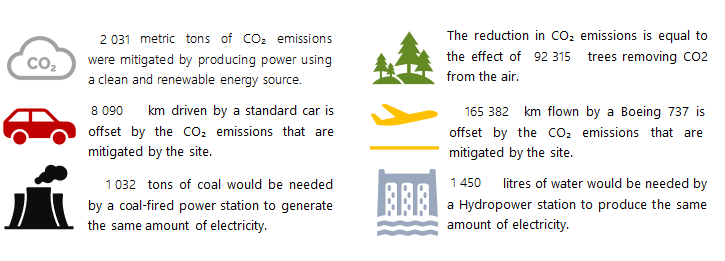 2 031 metric tons of CO₂ emissions
were mitigated by producing power using
a clean and renewable energy source.
The reduction in CO₂ emissions is equal to
the effect of 92 315 trees removing CO2
from the air.
CO₂
8 090 km driven by a standard car is
offset by the CO₂ emissions that are
mitigated by the site.
165 382 km flown by a Boeing 737 is
offset by the CO₂ emissions that are
mitigated by the site.
1 032 tons of coal would be needed
by a coal-fired power station to generate
the same amount of electricity.
1 450 litres of water would be needed by
a Hydropower station to produce the same
amount of electricity.